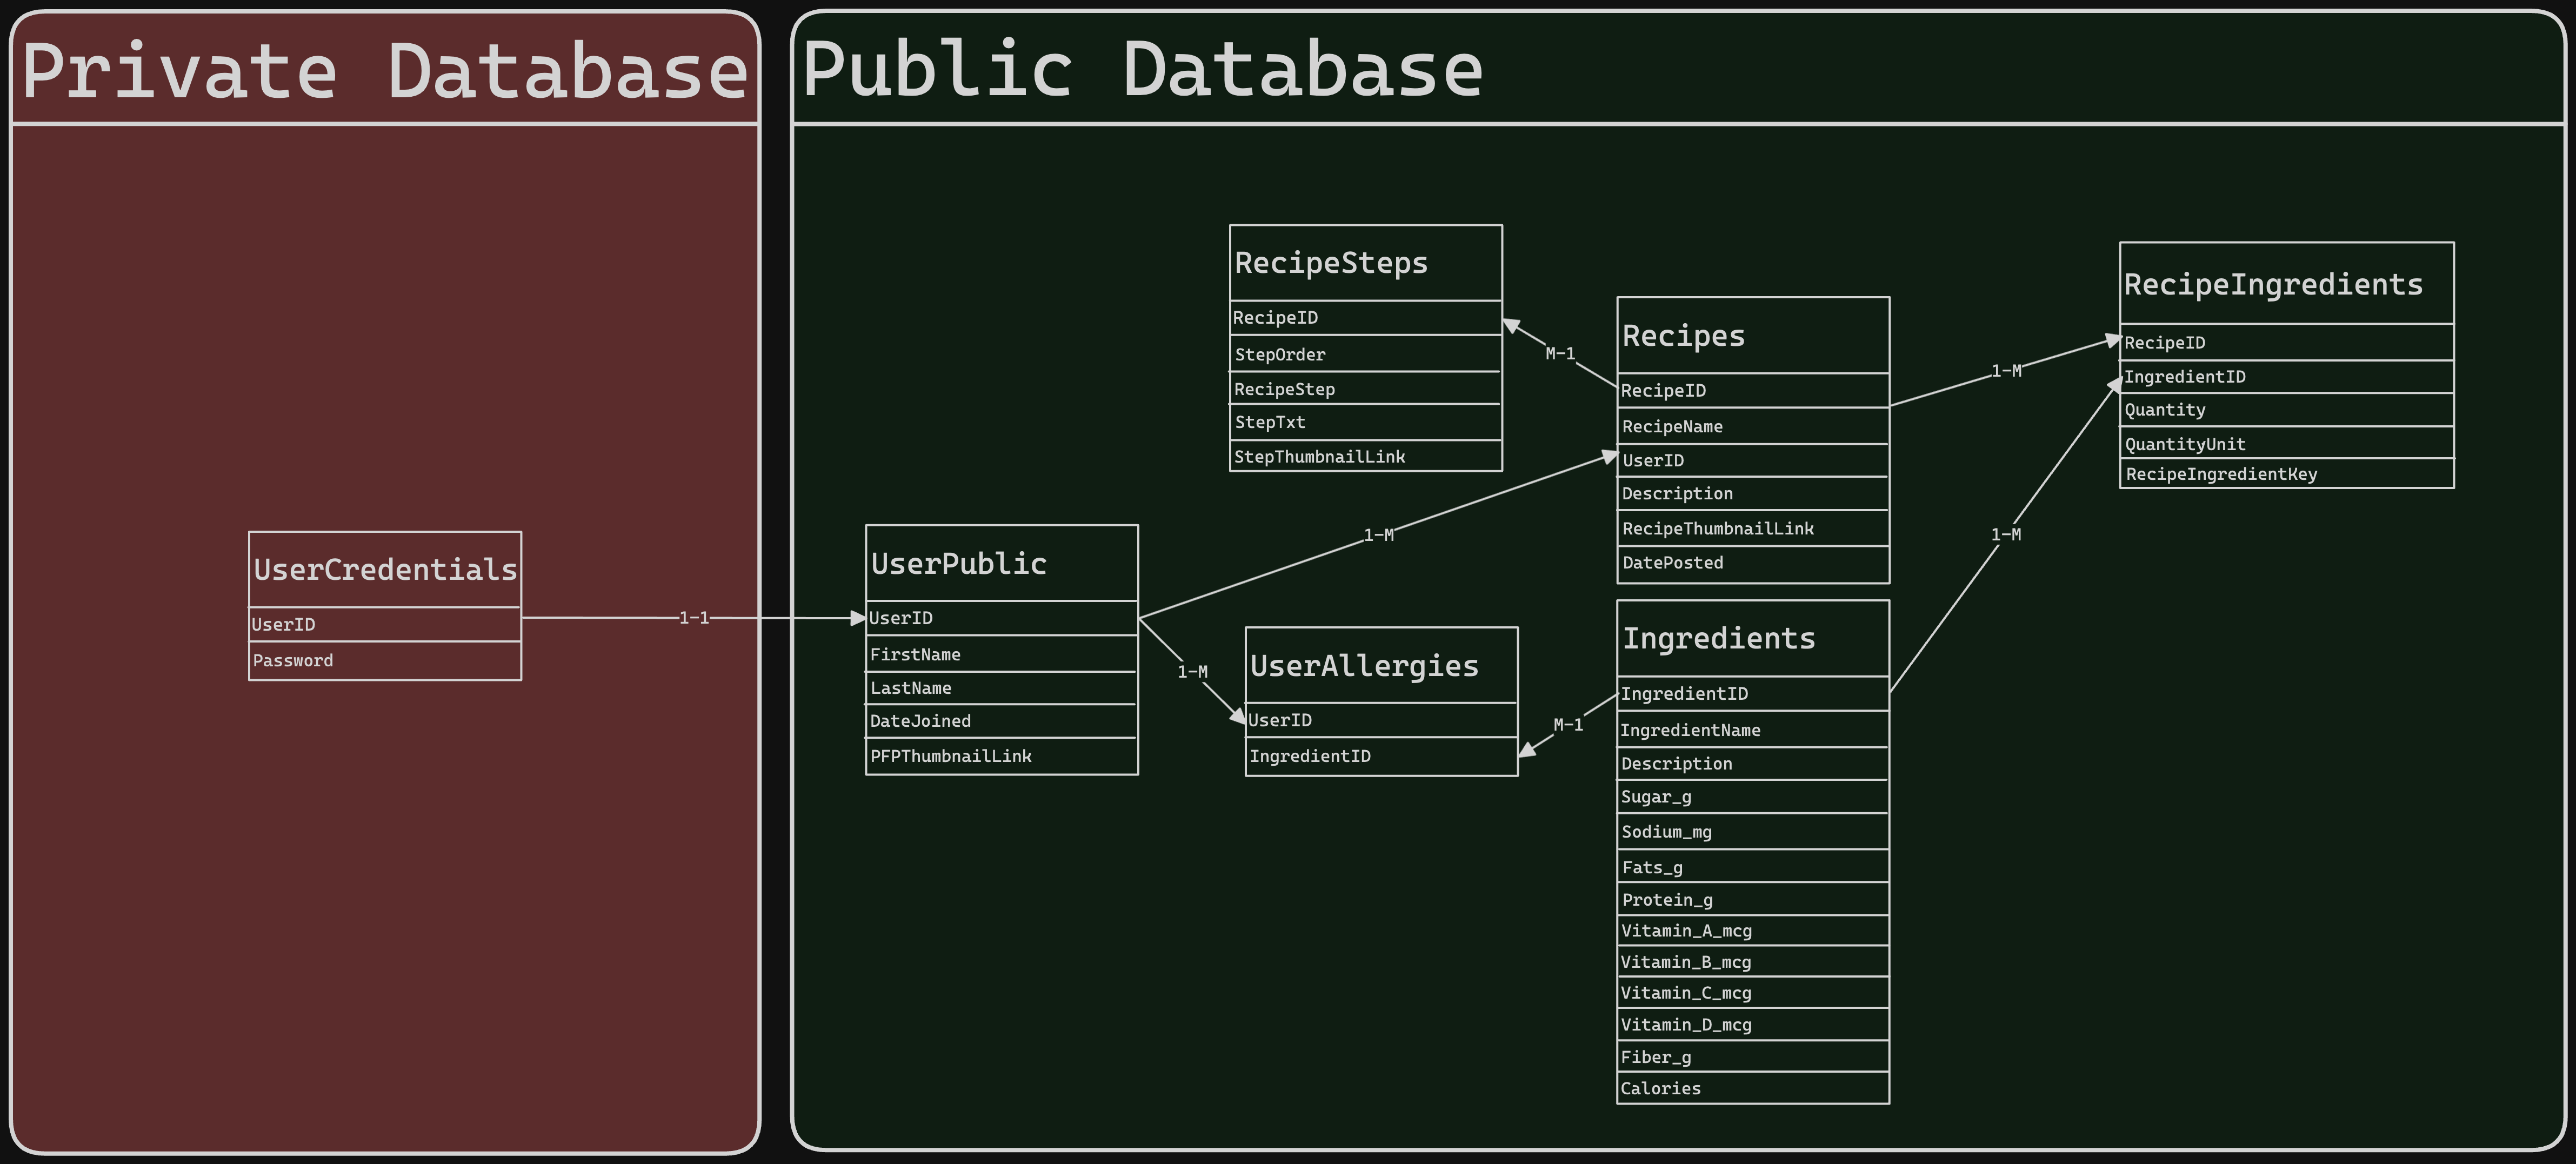 Private Database
UserCredentials
UserID
Password
1-1
Public Database
RecipeSteps
RecipeID
StepOrder
RecipeStep
StepTxt
StepThumbnailLink
M-1
Recipes
RecipeID
RecipeName
UserID
Description
RecipeThumbnailLink
DatePosted
1-M
RecipeIngredients
RecipeID
IngredientID
Quantity
QuantityUnit
RecipeIngredientKey
1-M
1-M
UserPublic
UserID
FirstName
LastName
DateJoined
PFPThumbnailLink
1-M
UserAllergies
UserID
IngredientID
M-1
Ingredients
IngredientID
IngredientName
Description
Sugar_g
Sodium_mg
Fats_g
Protein_g
Vitamin_A_mcg
Vitamin_B_mcg
Vitamin_C_mcg
Vitamin_D_mcg
Fiber_g
Calories